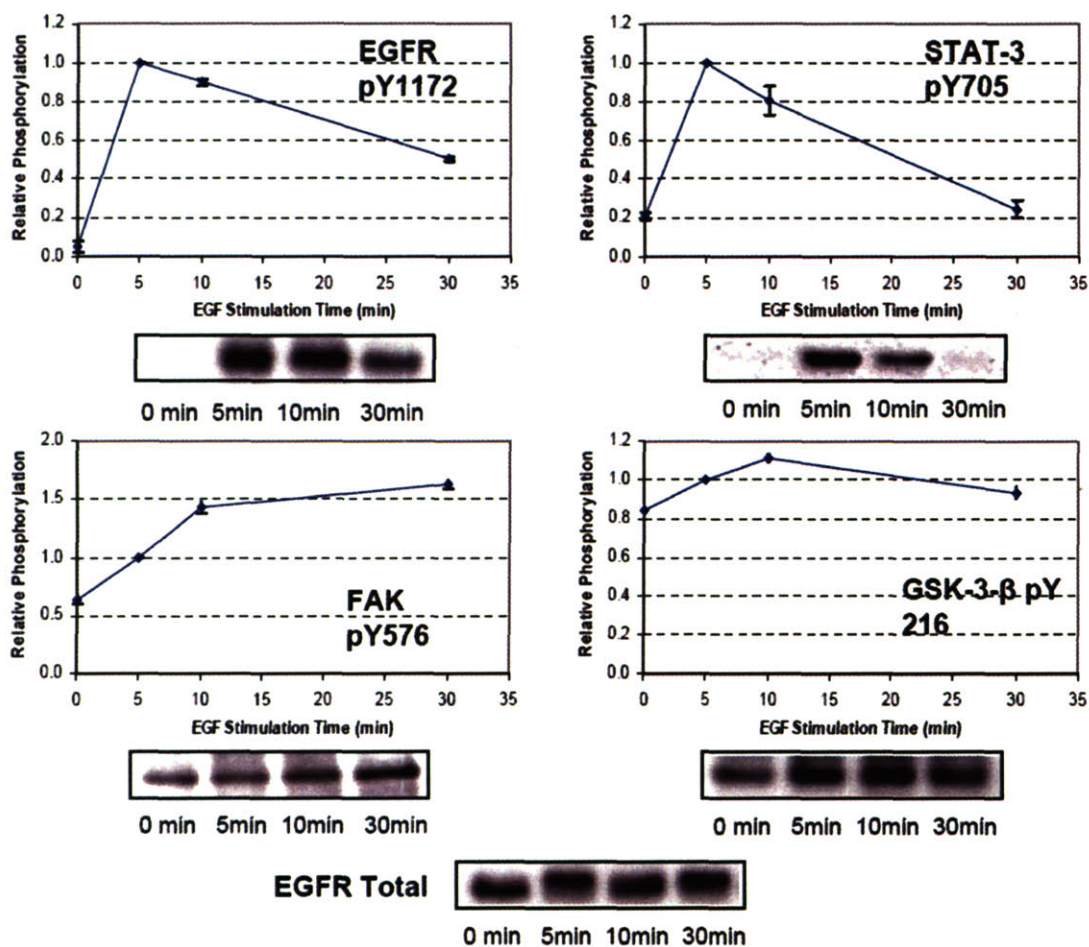 1.2
1.0
0.8
0.6
0.4
0.2
0.0
Relative Phosphorylation
EGFR
pY1172
0 5 10 15 20 25 30 35
EGF Stimulation Time (min)
0 min 5min 10min 30min
1.2
1.0
0.8
0.6
0.4
0.2
0.0
Relative Phosphorylation
STAT-3
pY705
0 5 10 15 20 25 30 35
EGF Stimulation Time (min)
0 min 5min 10min 30min
2.0
1.5
1.0
0.5
0.0
Relative Phosphorylation
FAK
pY576
0 5 10 15 20 25 30 35
EGF Stimulation Time (min)
0 min 5min 10min 30min
1.2
1.0
0.8
0.6
0.4
0.2
0.0
Relative Phosphorylation
GSK-3-β pY
216
0 5 10 15 20 25 30 35
EGF Stimulation Time (min)
0 min 5min 10min 30min
EGFR Total
0 min 5min 10min 30min